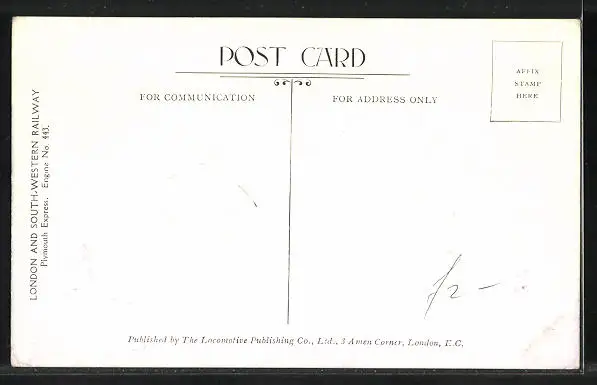 POST CARD
FOR COMMUNICATION
FOR ADDRESS ONLY
AFFIX
STAMP
HERE
LONDON AND SOUTH-WESTERN RAILWAY
Plymouth Express. Engine No. 443.
£2 -
Published by The Locomotive Publishing Co., Ltd., 3 Amen Corner, London, E.C.